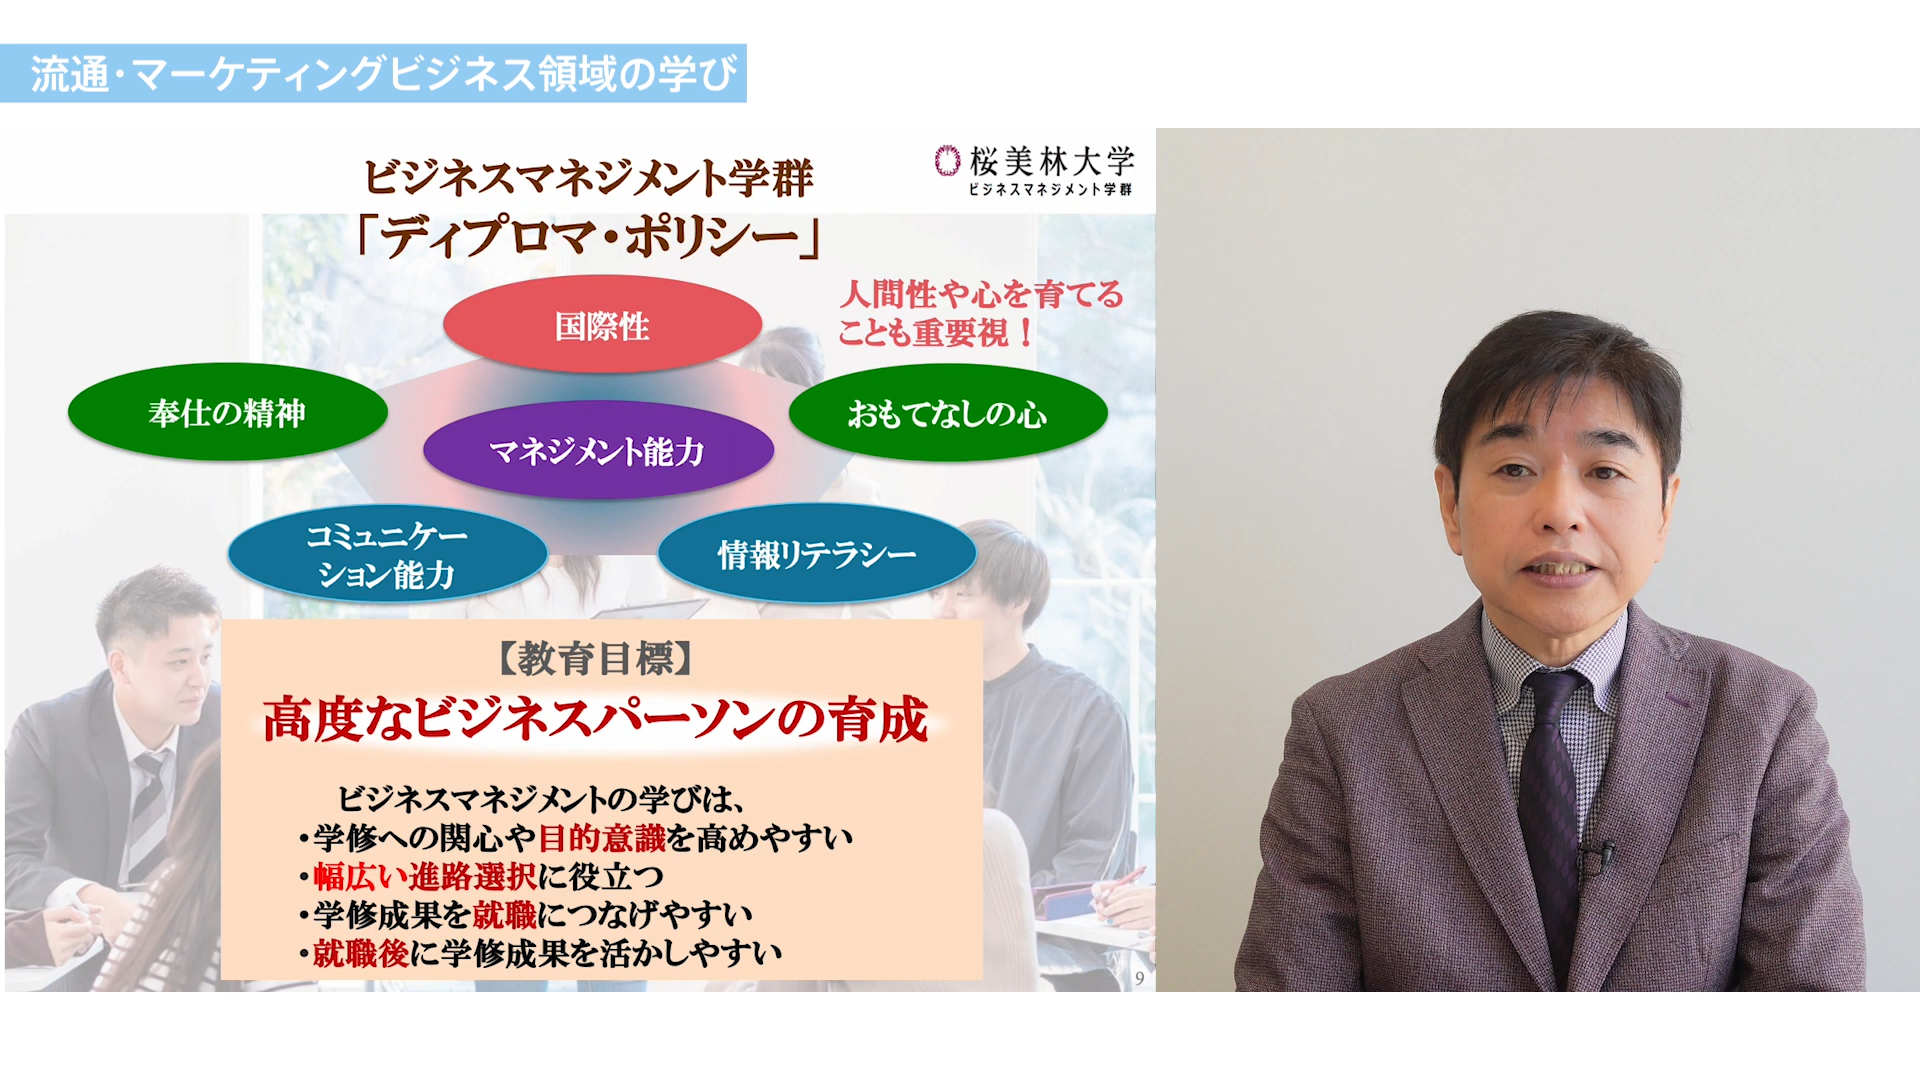 流通・マーケティングビジネス領域の学び
桜美林大学
ビジネスマネジメント学群
ビジネスマネジメント学群
「ディプロマ・ポリシー」
人間性や心を育てる
ことも重要視！
国際性
奉仕の精神
おもてなしの心
マネジメント能力
コミュニケー
ション能力
情報リテラシー
【教育目標】
高度なビジネスパーソンの育成
ビジネスマネジメントの学びは、
・学修への関心や目的意識を高めやすい
・幅広い進路選択に役立つ
・学修成果を就職につなげやすい
・就職後に学修成果を活かしやすい
9